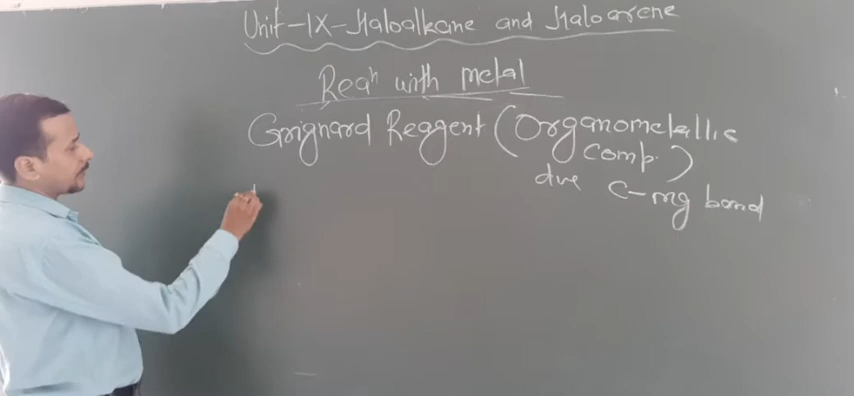 Unit-IX-Haloalkane and Haloarene
Reaⁿ with metal
Grignard Reagent (Organometallic
comp.)
due C-mg bond